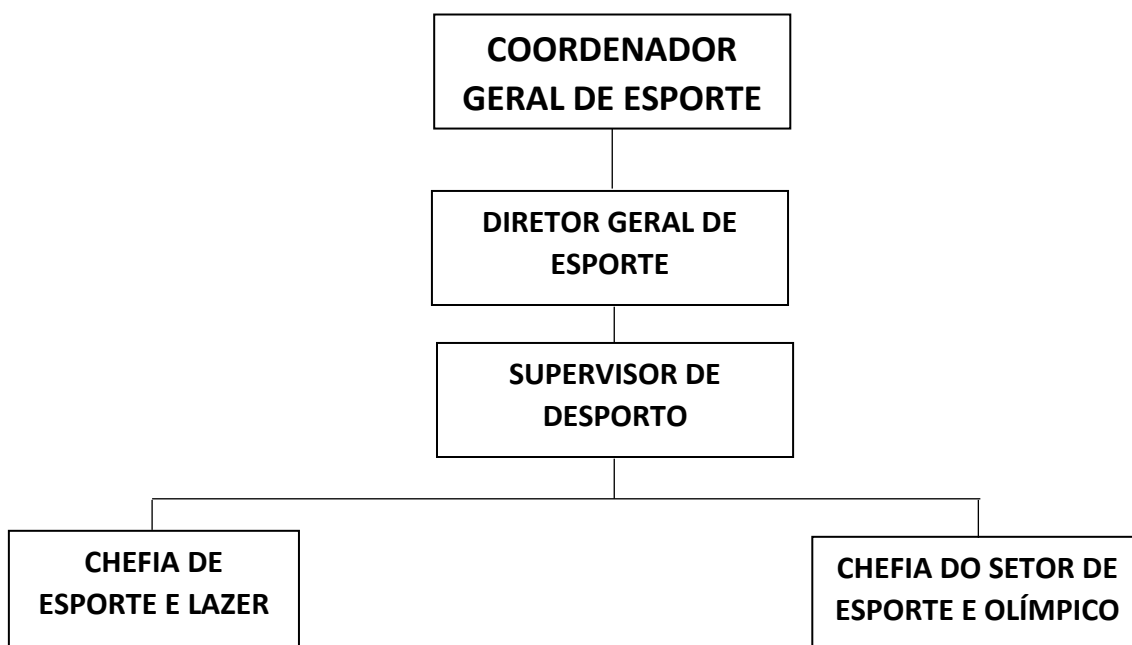 COORDENADOR
GERAL DE ESPORTE
DIRETOR GERAL DE
ESPORTE
SUPERVISOR DE
DESPORTO
CHEFIA DE
ESPORTE E LAZER
CHEFIA DO SETOR DE
ESPORTE E OLÍMPICO